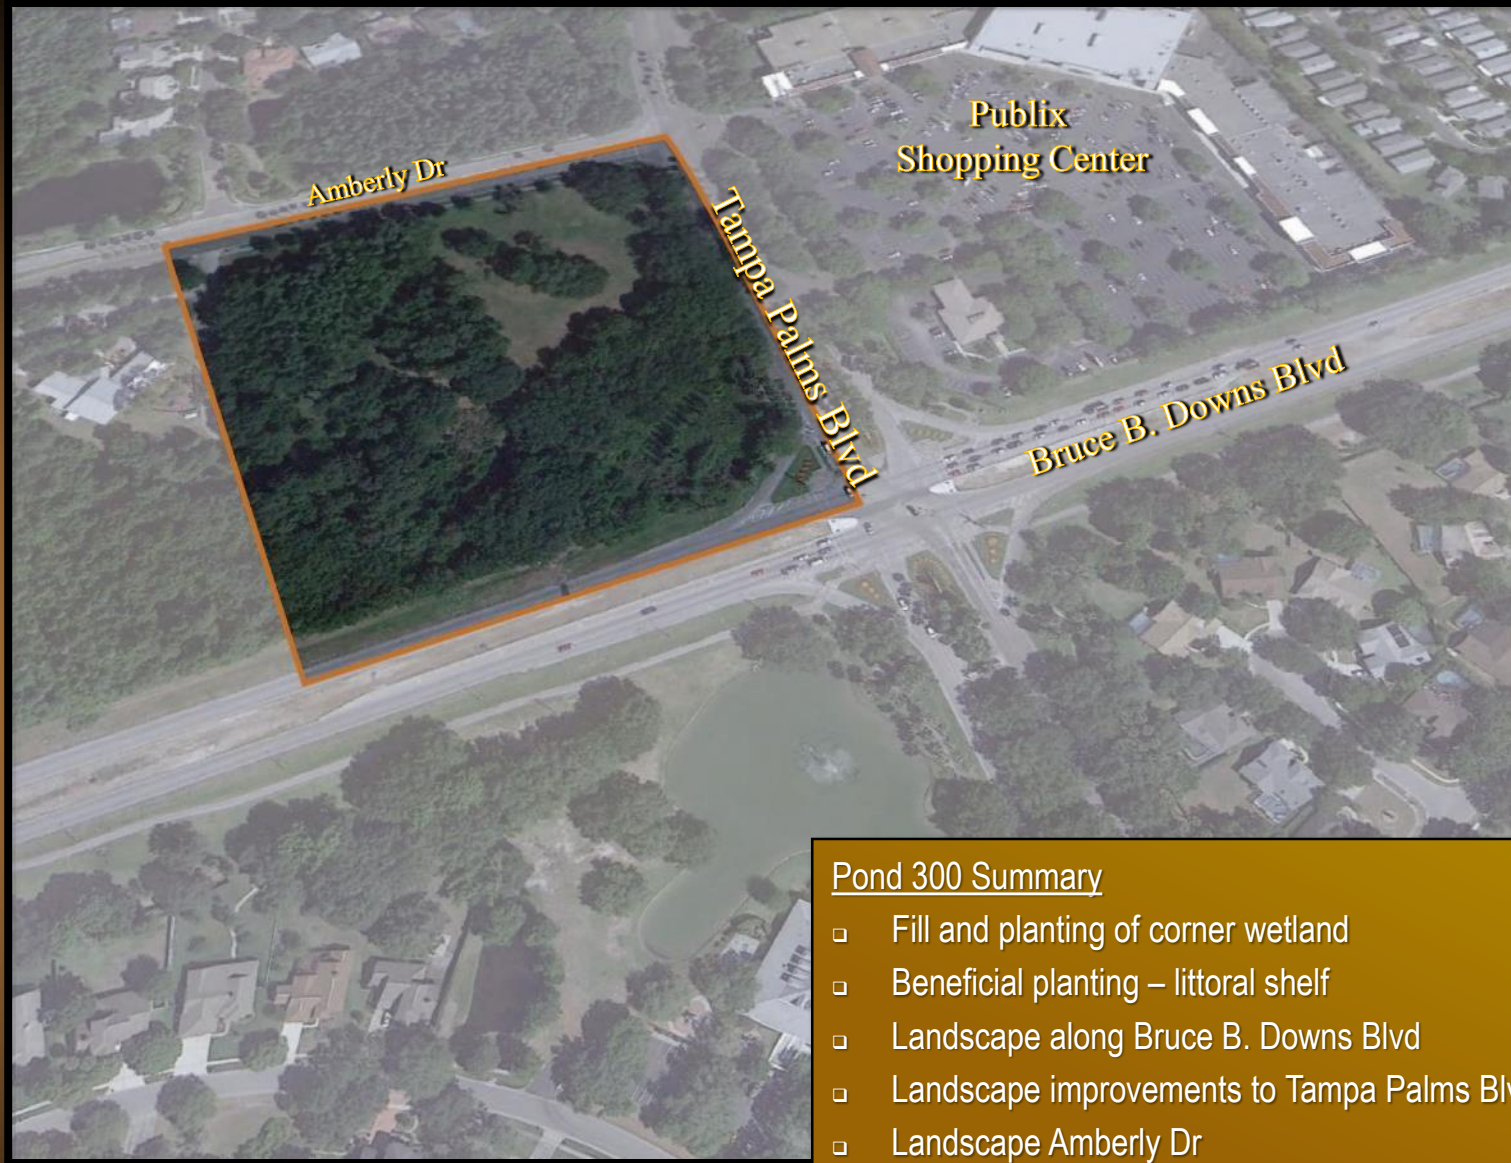 Publix
Shopping Center
Amberly Dr
Tampa Palms Blvd
Bruce B. Downs Blvd
Pond 300 Summary
❑ Fill and planting of corner wetland
❑ Beneficial planting – littoral shelf
❑ Landscape along Bruce B. Downs Blvd
❑ Landscape improvements to Tampa Palms
❑ Landscape Amberly Dr